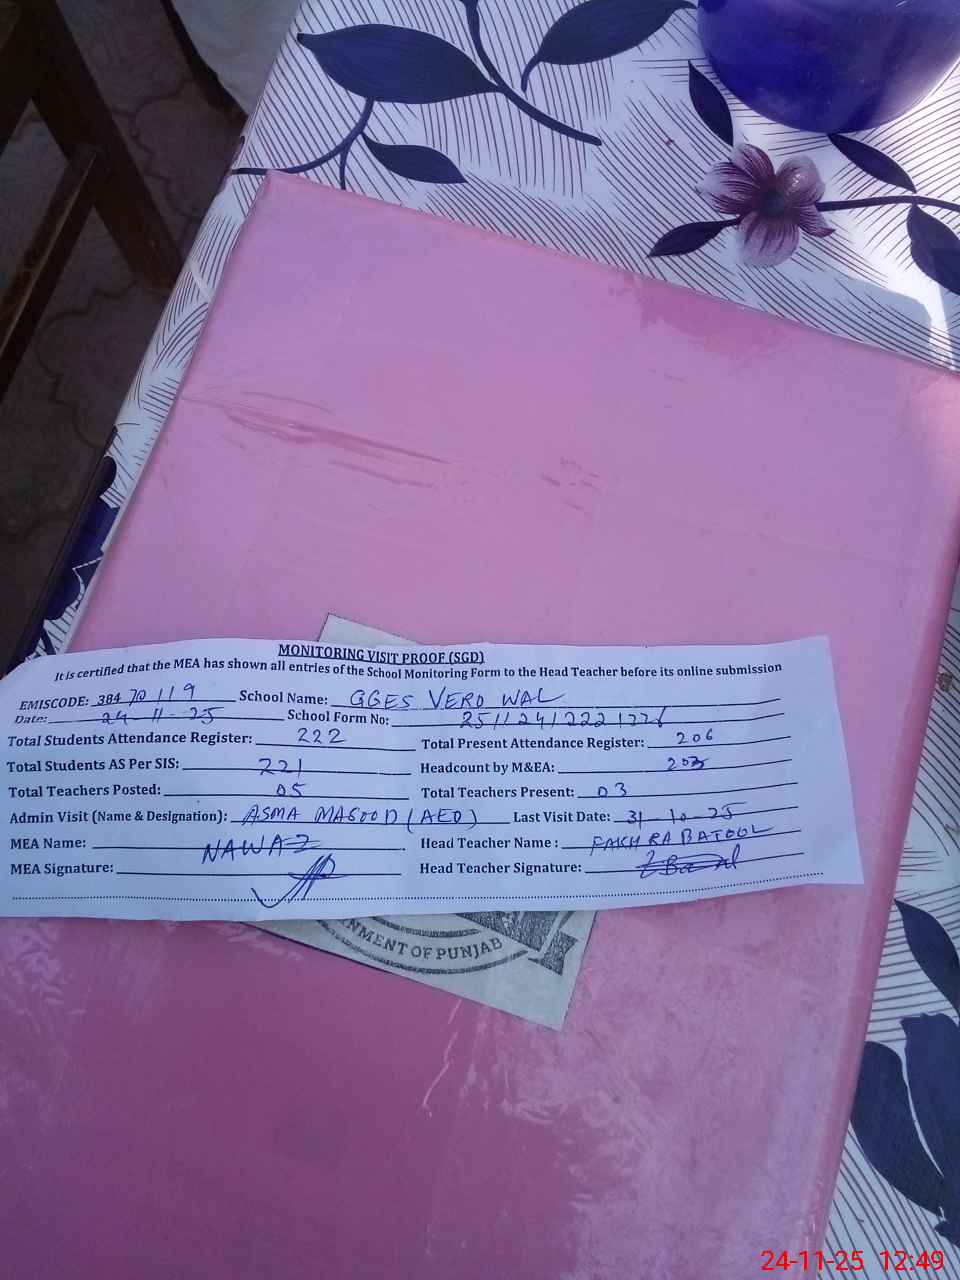 MONITORING VISIT PROOF (SGD)
It is certified that the MEA has shown all entries of the School Monitoring Form to the Head Teacher before its online submission
EMISCODE: 384 70 119 School Name: GGES VERO WAL
Date: 24-11-25 School Form No:
Total Students Attendance Register: 222 Total Present Attendance Register: 206
Total Students AS Per SIS: 221 Headcount by M&EA:
Total Teachers Posted: 05 Total Teachers Present: 03
Admin Visit (Name & Designation): ASMA MASOOD (AEO) Last Visit Date: 31-10-25
MEA Name: NAWAZ Head Teacher Name : FAKHRA BATOOL
MEA Signature: Head Teacher Signature:
NMENT OF PUNJAB
24-11-25 12:49